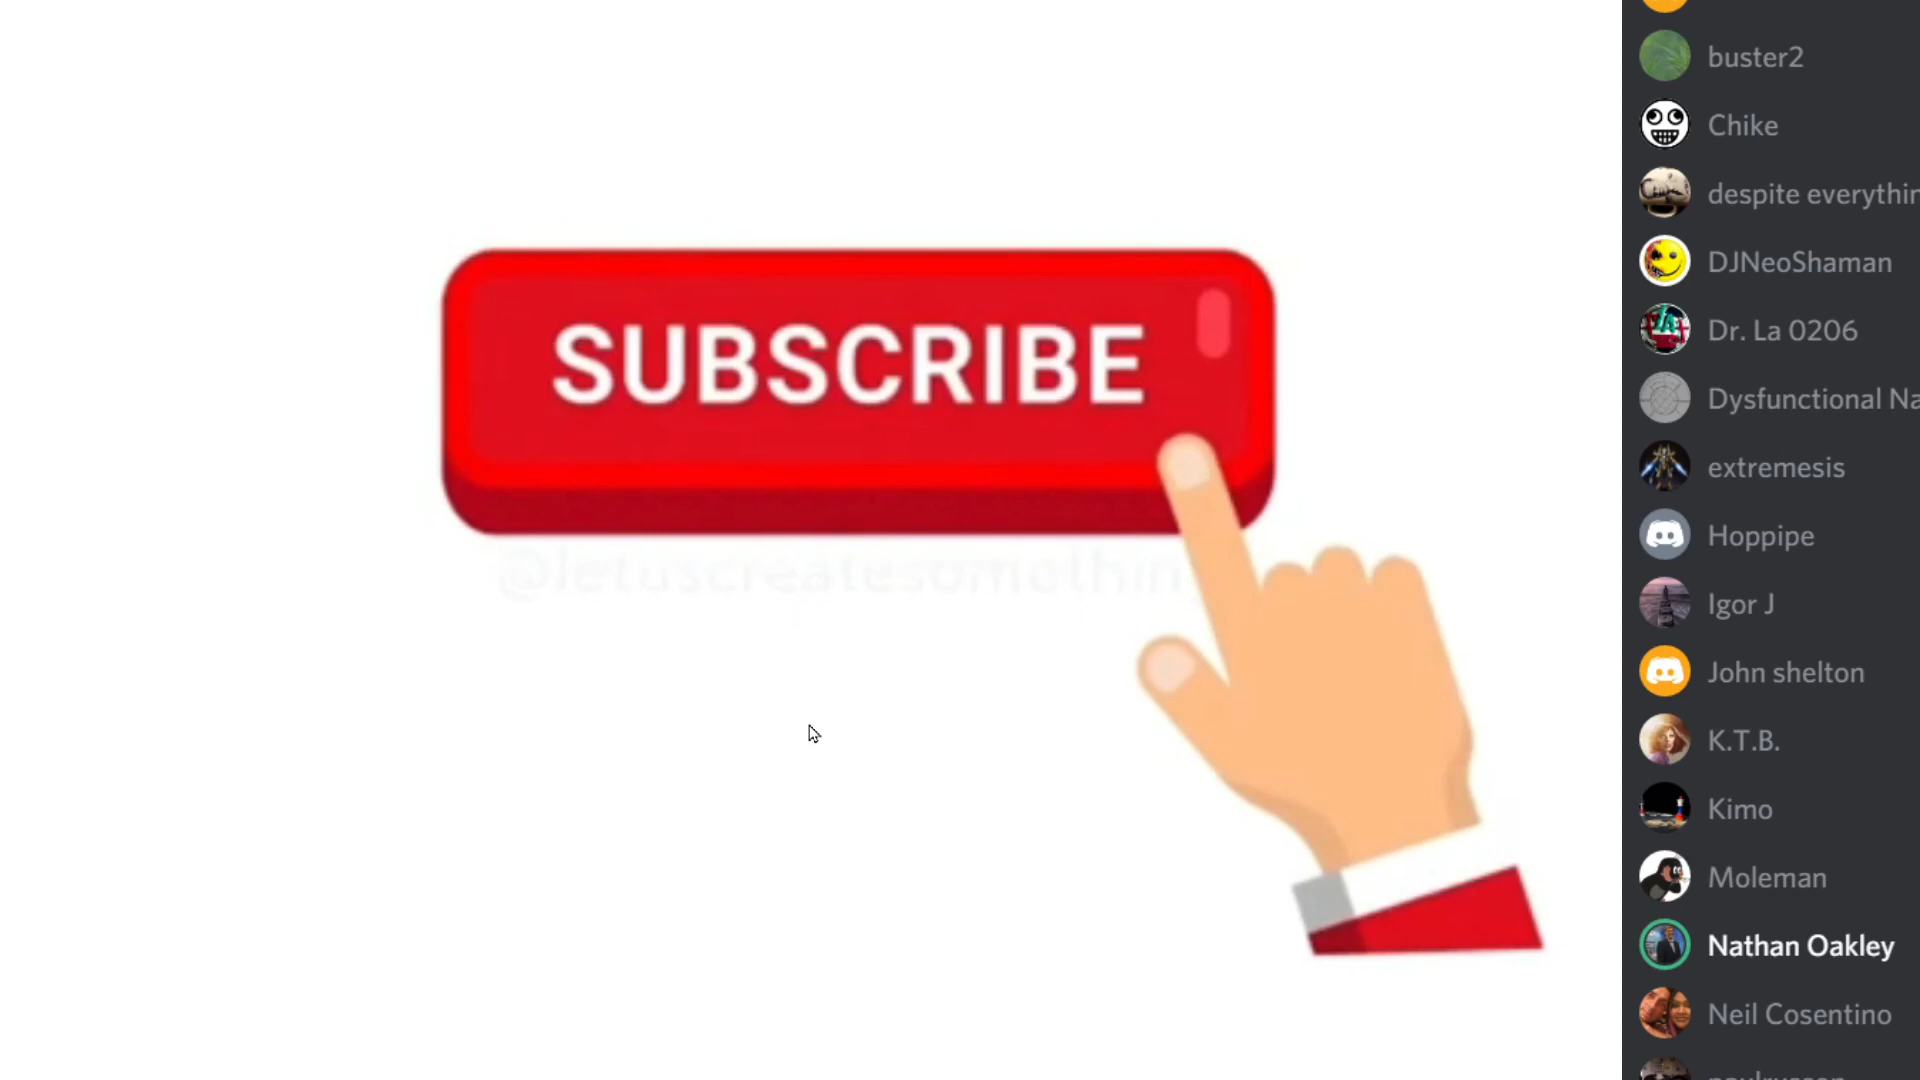 SUBSCRIBE
@letuscreatesomethin
buster2
Chike
despite everythin
DJNeoShaman
Dr. La 0206
Dysfunctional Na
extremesis
Hoppipe
Igor J
John shelton
K.T.B.
Kimo
Moleman
Nathan Oakley
Neil Cosentino